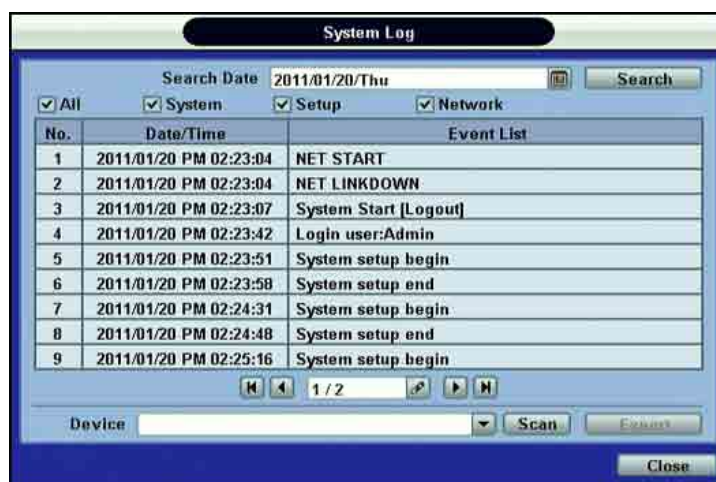 System Log
Search Date 2011/01/20/Thu Search
All System Setup Network
No. Date/Time Event List
1 2011/01/20 PM 02:23:04 NET START
2 2011/01/20 PM 02:23:04 NET LINKDOWN
3 2011/01/20 PM 02:23:07 System Start [Logout]
4 2011/01/20 PM 02:23:42 Login user:Admin
5 2011/01/20 PM 02:23:51 System setup begin
6 2011/01/20 PM 02:23:58 System setup end
7 2011/01/20 PM 02:24:31 System setup begin
8 2011/01/20 PM 02:24:48 System setup end
9 2011/01/20 PM 02:25:16 System setup begin
1 / 2
Device Scan Export
Close